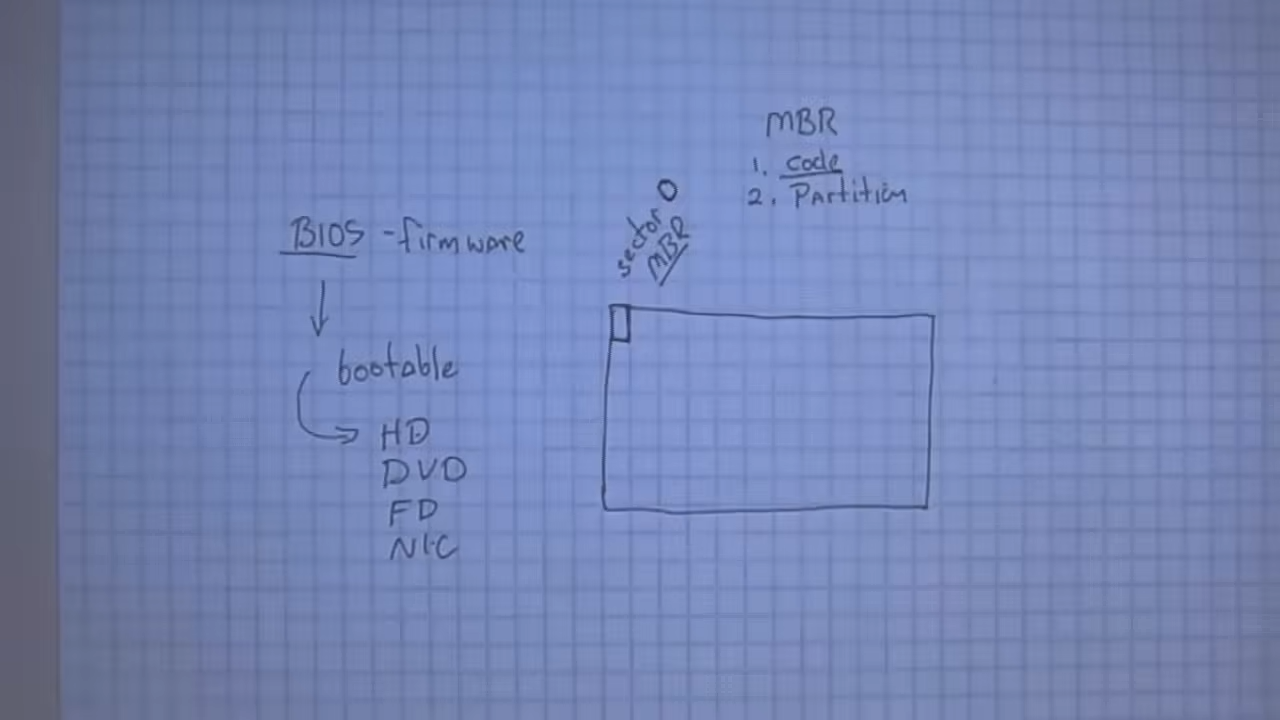 BIOS - firmware
bootable
HD
DVD
FD
NIC
sector 0
MBR
MBR
1. code
2. Partition